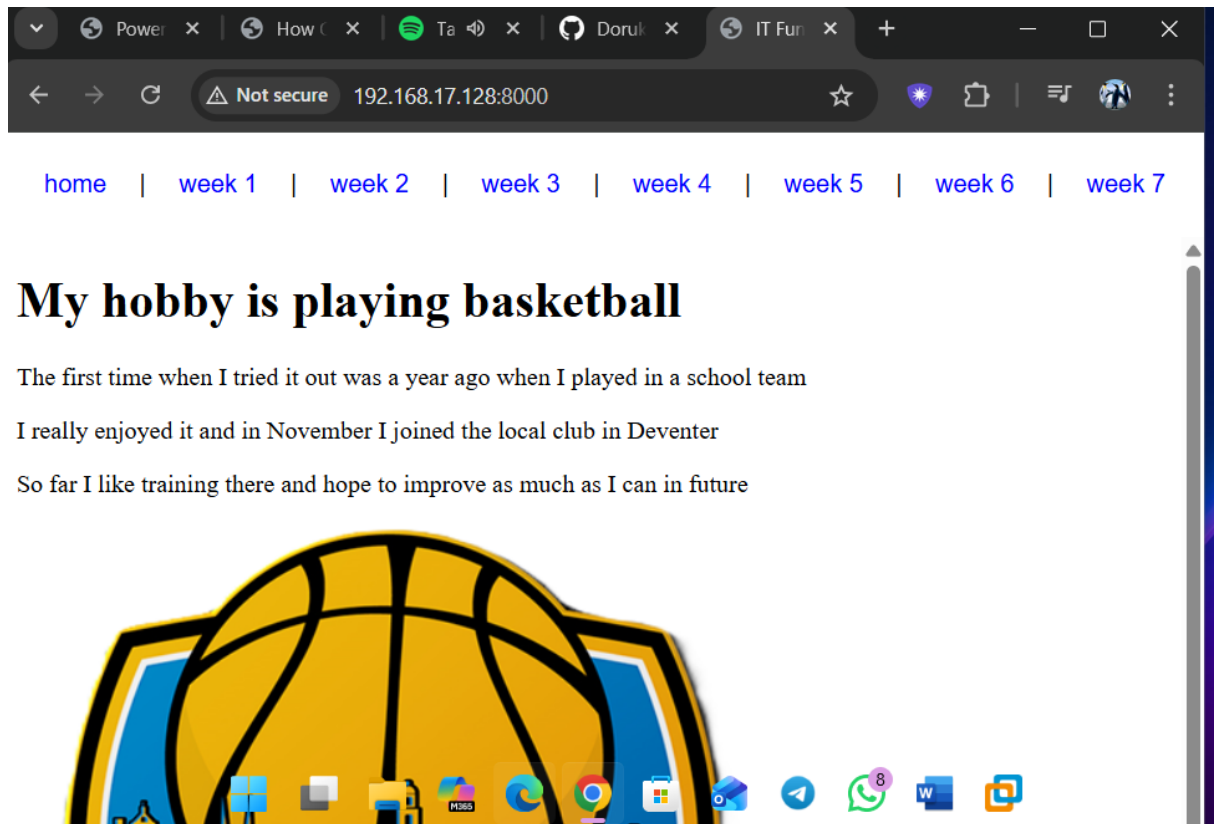 Power
How
Ta
Doruk
IT Fun
Not secure
192.168.17.128:8000
home | week 1 | week 2 | week 3 | week 4 | week 5 | week 6 | week 7
My hobby is playing basketball
The first time when I tried it out was a year ago when I played in a school team
I really enjoyed it and in November I joined the local club in Deventer
So far I like training there and hope to improve as much as I can in future
M365
8